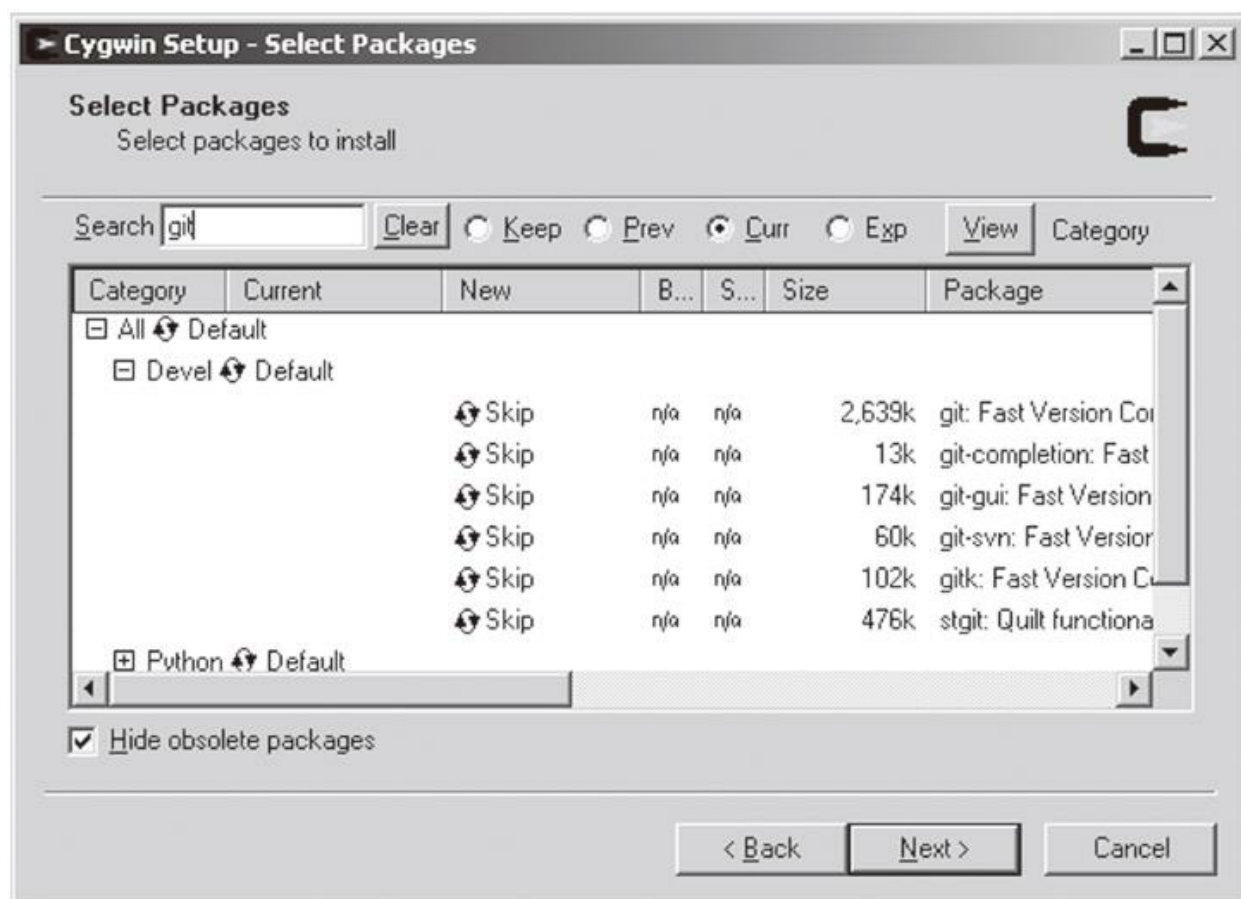 Cygwin Setup - Select Packages
Select Packages
Select packages to install
Search git Clear Keep Prev Curr Exp View Category
Category Current New B... S... Size Package
All Default
Devel Default
Skip n/a n/a 2,639k git: Fast Version Co
Skip n/a n/a 13k git-completion: Fast
Skip n/a n/a 174k git-gui: Fast Version
Skip n/a n/a 60k git-svn: Fast Version
Skip n/a n/a 102k gitk: Fast Version C
Skip n/a n/a 476k stgit: Quilt functiona
Python Default
Hide obsolete packages
< Back Next > Cancel